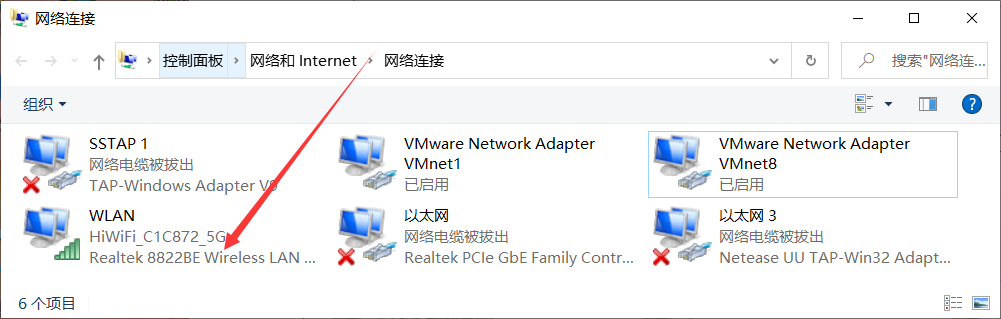 网络连接
控制面板 网络和 Internet 网络连接
搜索"网络连...
组织
SSTAP 1
网络电缆被拔出
TAP-Windows Adapter V9
VMware Network Adapter
VMnet1
已启用
VMware Network Adapter
VMnet8
已启用
WLAN
HiWiFi_C1C872_5G
Realtek 8822BE Wireless LAN ...
以太网
网络电缆被拔出
Realtek PCIe GbE Family Contr...
以太网 3
网络电缆被拔出
Netease UU TAP-Win32 Adapt...
6 个项目